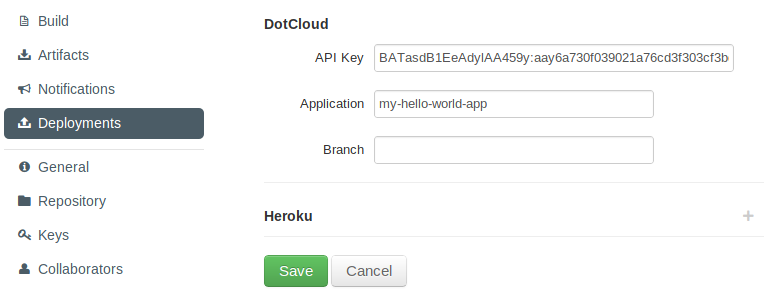 Build
Artifacts
Notifications
Deployments
General
Repository
Keys
Collaborators
DotCloud
API Key BATasdB1EeAdylAA459y:aay6a730f039021a76cd3f303cf3b
Application my-hello-world-app
Branch
Heroku
Save Cancel